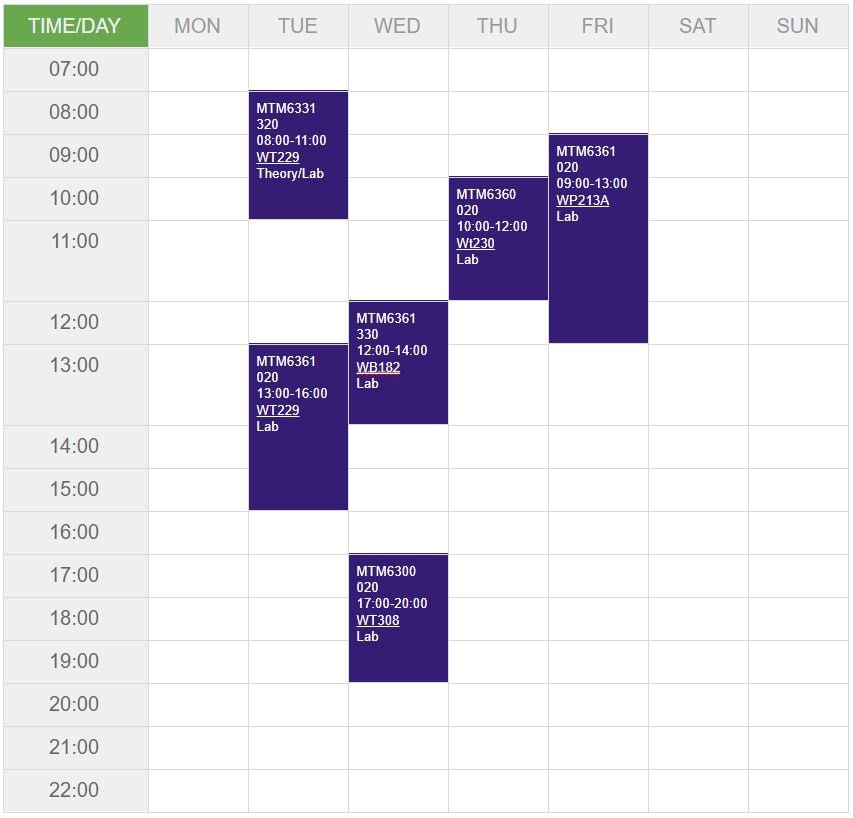 TIME/DAY MON TUE WED THU FRI SAT SUN
07:00
08:00
MTM6331
320
08:00-11:00
WT229
Theory/Lab
09:00
MTM6361
020
09:00-13:00
WP213A
Lab
10:00
MTM6360
020
10:00-12:00
Wt230
Lab
11:00
12:00
MTM6361
330
12:00-14:00
WB182
Lab
13:00
MTM6361
020
13:00-16:00
WT229
Lab
14:00
15:00
16:00
17:00
MTM6300
020
17:00-20:00
WT308
Lab
18:00
19:00
20:00
21:00
22:00